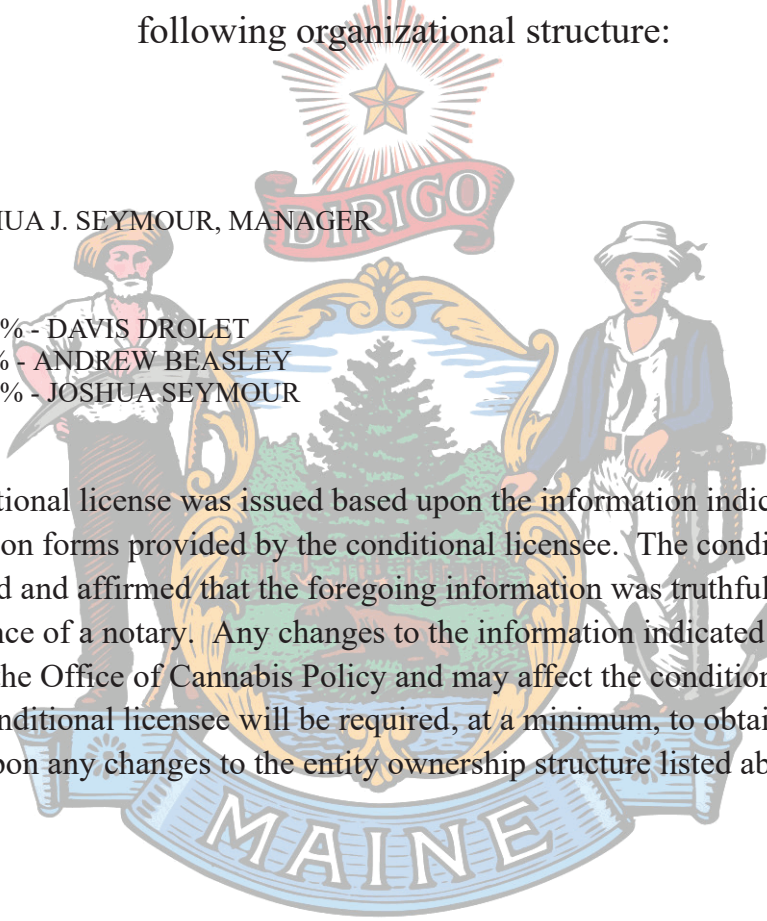 following organizational structure:
DIRIGO
HUA J. SEYMOUR, MANAGER
% - DAVIS DROLET
% - ANDREW BEASLEY
% - JOSHUA SEYMOUR
tional license was issued based upon the information indic
on forms provided by the conditional licensee. The condi
d and affirmed that the foregoing information was truthful
nce of a notary. Any changes to the information indicated
he Office of Cannabis Policy and may affect the condition
nditional licensee will be required, at a minimum, to obtai
pon any changes to the entity ownership structure listed ab
MAINE